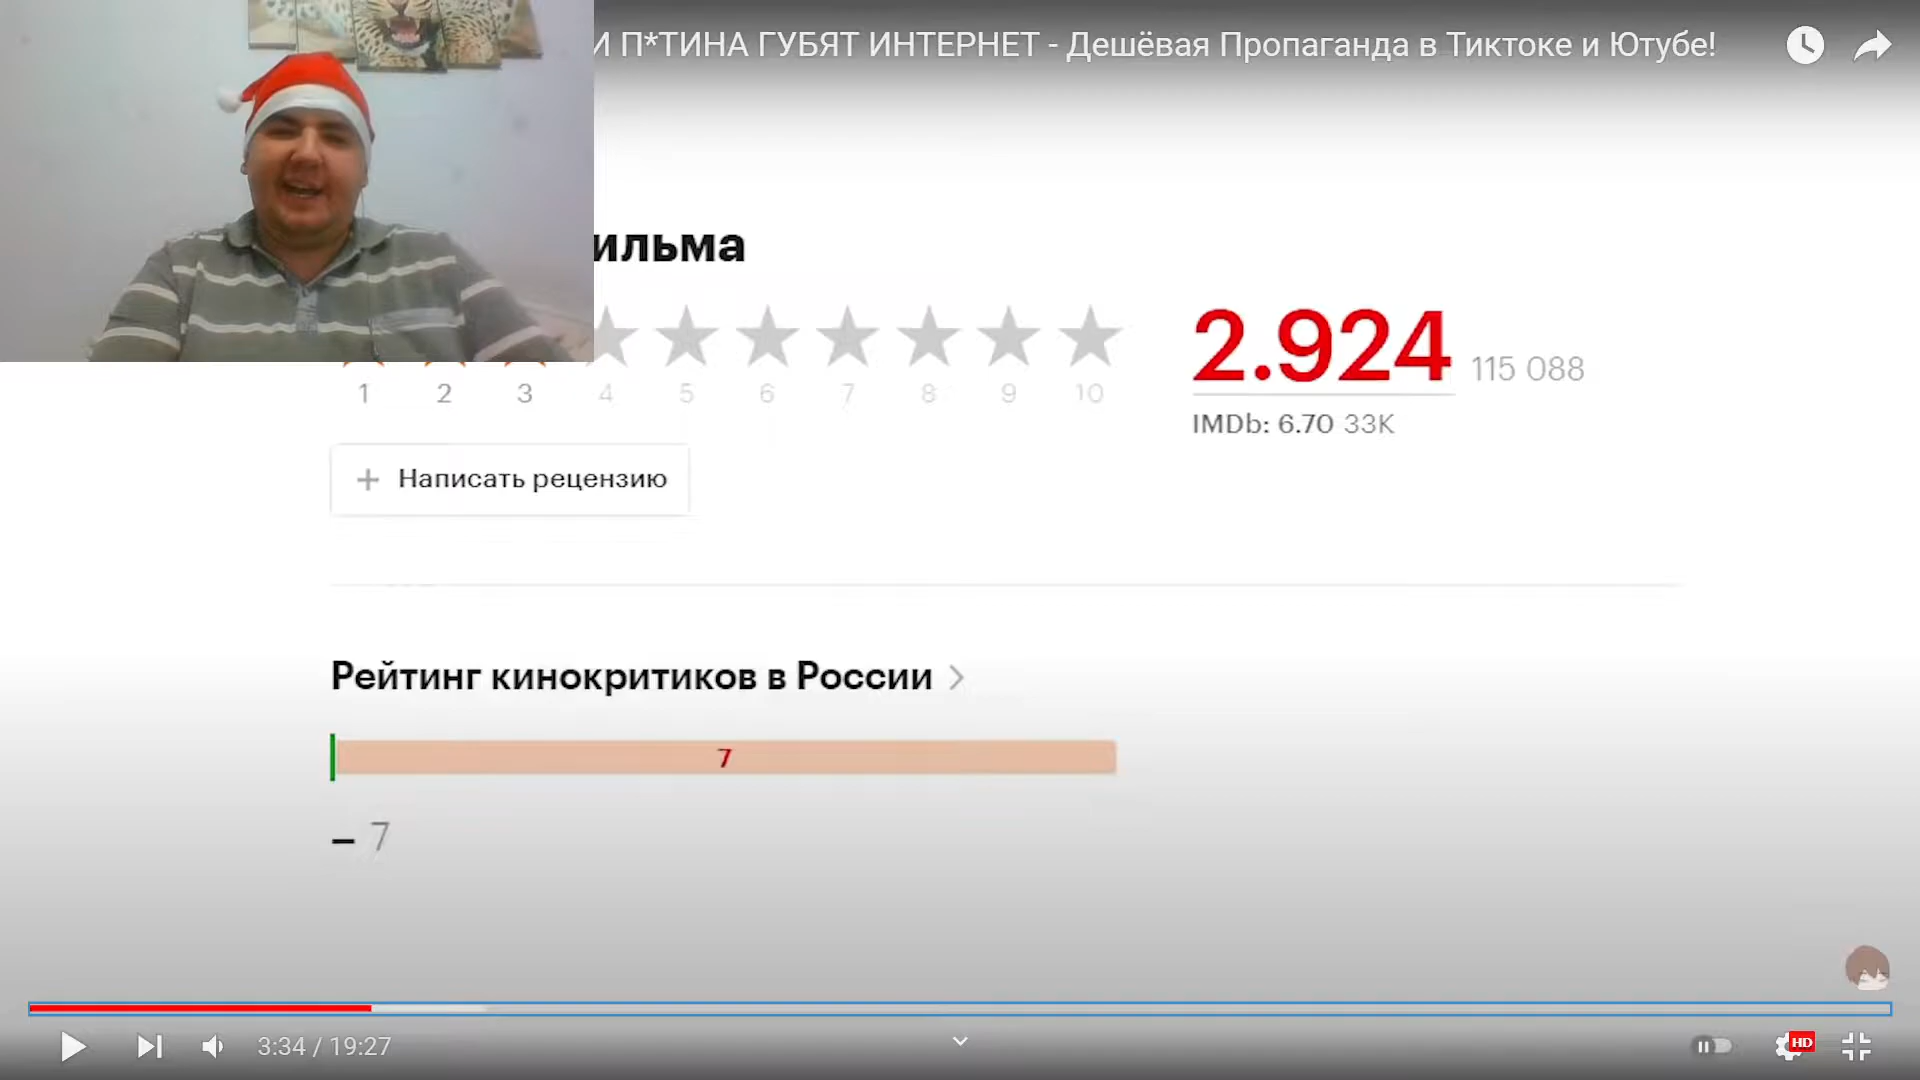 И П*ТИНА ГУБЯТ ИНТЕРНЕТ - Дешёвая Пропаганда в Тиктоке и Ютубе!
ильма
1 2 3 4 5 6 7 8 9 10
2.924 115 088
IMDb: 6.70 33K
+ Написать рецензию
Рейтинг кинокритиков в России >
7
– 7
3:34 / 19:27
HD